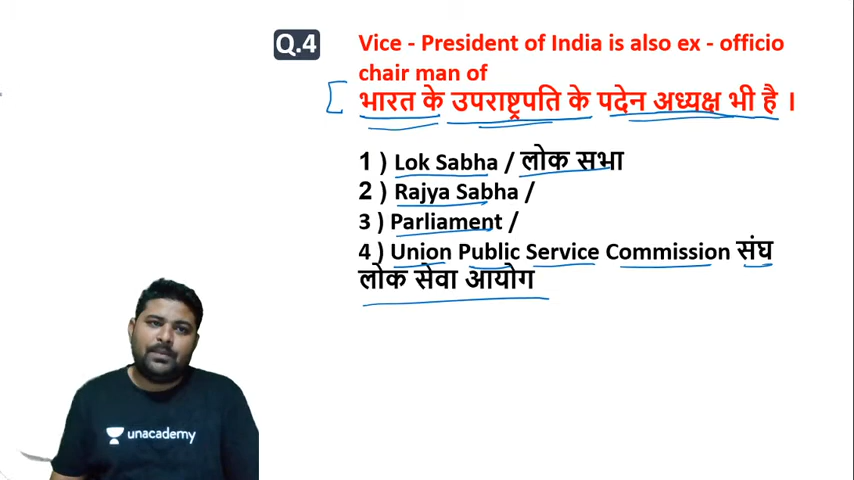 Q.4
Vice - President of India is also ex - officio
chair man of
भारत के उपराष्ट्रपति के पदेन अध्यक्ष भी है ।
1 ) Lok Sabha / लोक सभा
2 ) Rajya Sabha /
3 ) Parliament /
4 ) Union Public Service Commission संघ
लोक सेवा आयोग
unacademy